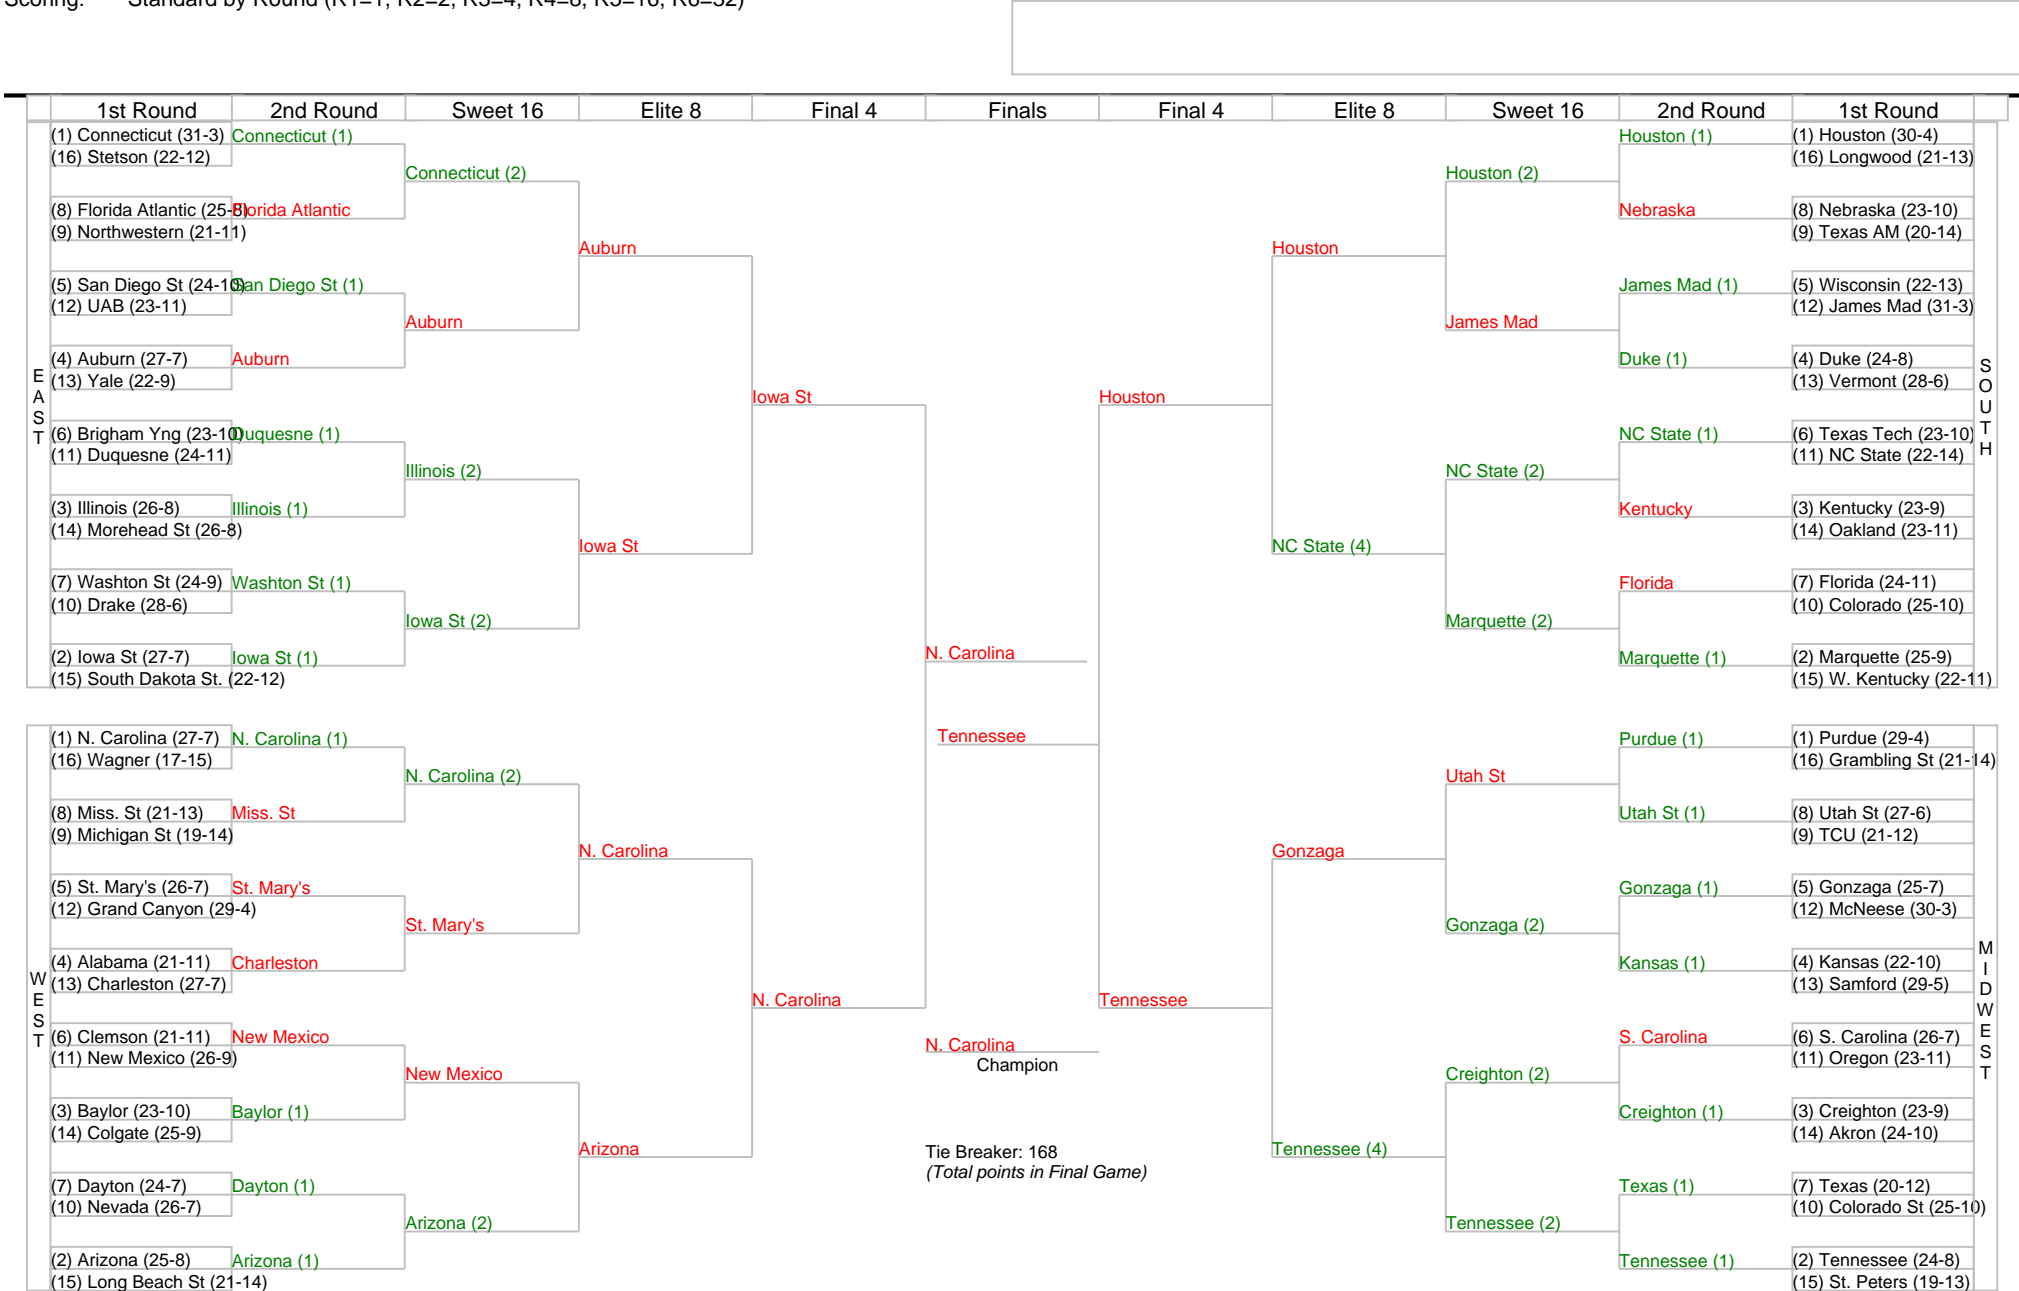 Scoring: Standard by Round (R1=1, R2=2, R3=4, R4=8, R5=16, R6=32)
1st Round 2nd Round Sweet 16 Elite 8 Final 4 Finals Final 4 Elite 8 Sweet 16 2nd Round 1st Round
EAST
(1) Connecticut (31-3)
(16) Stetson (22-12)
(8) Florida Atlantic (25-8)
(9) Northwestern (21-11)
(5) San Diego St (24-10)
(12) UAB (23-11)
(4) Auburn (27-7)
(13) Yale (22-9)
(6) Brigham Yng (23-10)
(11) Duquesne (24-11)
(3) Illinois (26-8)
(14) Morehead St (26-8)
(7) Washton St (24-9)
(10) Drake (28-6)
(2) Iowa St (27-7)
(15) South Dakota St. (22-12)
Connecticut (1)
Florida Atlantic
San Diego St (1)
Auburn
Duquesne (1)
Illinois (1)
Washton St (1)
Iowa St (1)
Connecticut (2)
Auburn
Illinois (2)
Iowa St (2)
Auburn
Iowa St
Iowa St
WEST
(1) N. Carolina (27-7)
(16) Wagner (17-15)
(8) Miss. St (21-13)
(9) Michigan St (19-14)
(5) St. Mary's (26-7)
(12) Grand Canyon (29-4)
(4) Alabama (21-11)
(13) Charleston (27-7)
(6) Clemson (21-11)
(11) New Mexico (26-9)
(3) Baylor (23-10)
(14) Colgate (25-9)
(7) Dayton (24-7)
(10) Nevada (26-7)
(2) Arizona (25-8)
(15) Long Beach St (21-14)
N. Carolina (1)
Miss. St
St. Mary's
Charleston
New Mexico
Baylor (1)
Dayton (1)
Arizona (1)
N. Carolina (2)
St. Mary's
New Mexico
Arizona (2)
N. Carolina
Arizona
N. Carolina
N. Carolina
Tennessee
N. Carolina
Champion
Tie Breaker: 168
(Total points in Final Game)
Houston
Houston
NC State (4)
Houston (2)
James Mad
NC State (2)
Marquette (2)
Houston (1)
Nebraska
James Mad (1)
Duke (1)
NC State (1)
Kentucky
Florida
Marquette (1)
(1) Houston (30-4)
(16) Longwood (21-13)
(8) Nebraska (23-10)
(9) Texas AM (20-14)
(5) Wisconsin (22-13)
(12) James Mad (31-3)
(4) Duke (24-8)
(13) Vermont (28-6)
(6) Texas Tech (23-10)
(11) NC State (22-14)
(3) Kentucky (23-9)
(14) Oakland (23-11)
(7) Florida (24-11)
(10) Colorado (25-10)
(2) Marquette (25-9)
(15) W. Kentucky (22-11)
SOUTH
Tennessee
Gonzaga
Tennessee (4)
Utah St
Gonzaga (2)
Creighton (2)
Tennessee (2)
Purdue (1)
Utah St (1)
Gonzaga (1)
Kansas (1)
S. Carolina
Creighton (1)
Texas (1)
Tennessee (1)
(1) Purdue (29-4)
(16) Grambling St (21-14)
(8) Utah St (27-6)
(9) TCU (21-12)
(5) Gonzaga (25-7)
(12) McNeese (30-3)
(4) Kansas (22-10)
(13) Samford (29-5)
(6) S. Carolina (26-7)
(11) Oregon (23-11)
(3) Creighton (23-9)
(14) Akron (24-10)
(7) Texas (20-12)
(10) Colorado St (25-10)
(2) Tennessee (24-8)
(15) St. Peters (19-13)
MIDWEST